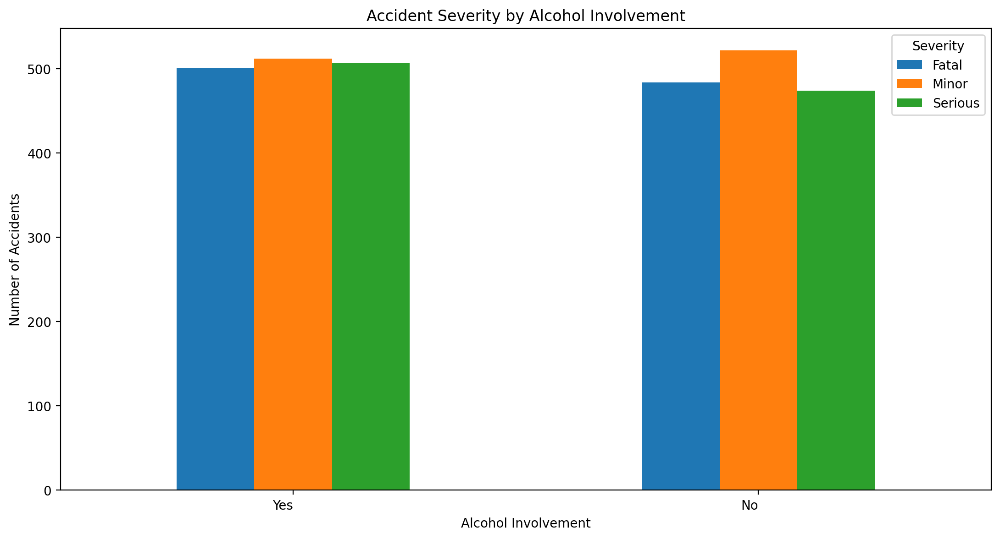 Accident Severity by Alcohol Involvement
Severity
Fatal
Minor
Serious
Number of Accidents
500
400
300
200
100
0
Yes
No
Alcohol Involvement